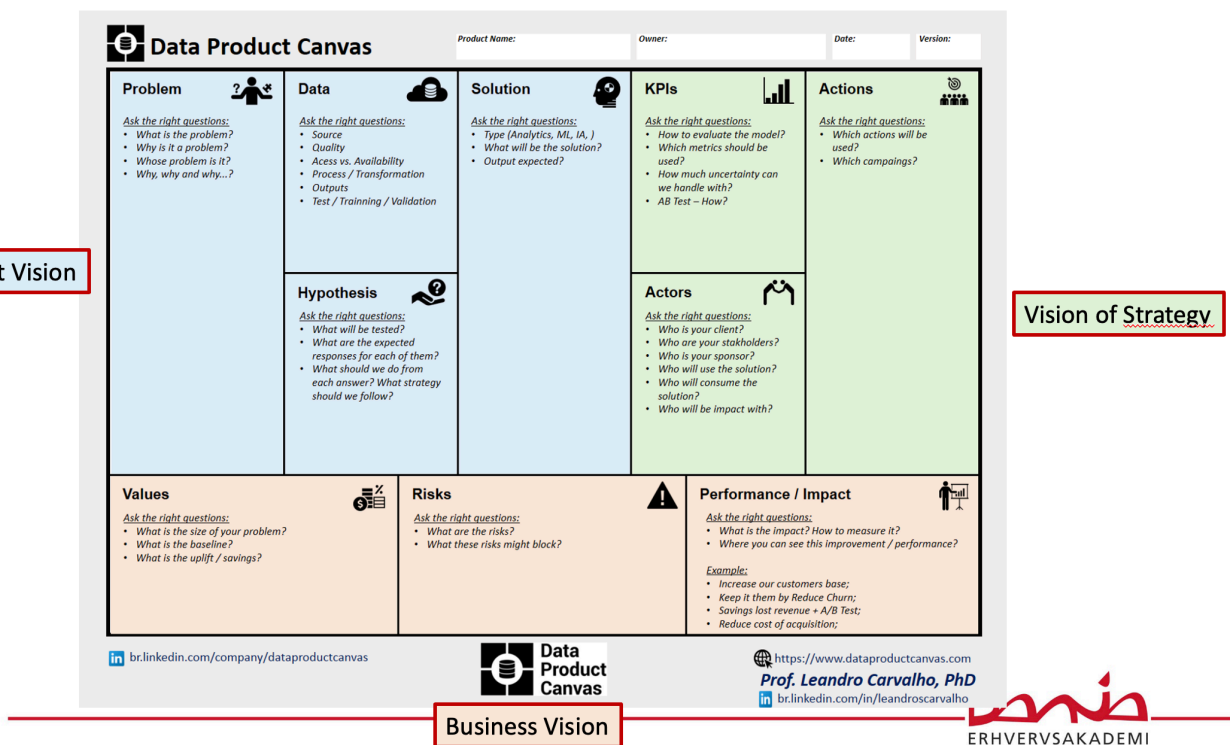 Data Product Canvas
Product Name:
Owner:
Date:
Version:
Problem
Ask the right questions:
• What is the problem?
• Why is it a problem?
• Whose problem is it?
• Why, why and why...?
Data
Ask the right questions:
• Source
• Quality
• Acess vs. Availability
• Process / Transformation
• Outputs
• Test / Trainning / Validation
Hypothesis
Ask the right questions:
• What will be tested?
• What are the expected
responses for each of them?
• What should we do from
each answer? What strategy
should we follow?
Solution
Ask the right questions:
• Type (Analytics, ML, IA, )
• What will be the solution?
• Output expected?
KPIs
Ask the right questions:
• How to evaluate the model?
• Which metrics should be
used?
• How much uncertainty can
we handle with?
• AB Test – How?
Actors
Ask the right questions:
• Who is your client?
• Who are your stakholders?
• Who is your sponsor?
• Who will use the solution?
• Who will consume the
solution?
• Who will be impact with?
Actions
Ask the right questions:
• Which actions will be
used?
• Which campaings?
t Vision
Vision of Strategy
Values
Ask the right questions:
• What is the size of your problem?
• What is the baseline?
• What is the uplift / savings?
Risks
Ask the right questions:
• What are the risks?
• What these risks might block?
Performance / Impact
Ask the right questions:
• What is the impact? How to measure it?
• Where you can see this improvement / performance?
Example:
• Increase our customers base;
• Keep it them by Reduce Churn;
• Savings lost revenue + A/B Test;
• Reduce cost of acquisition;
in br.linkedin.com/company/dataproductcanvas
Data
Product
Canvas
https://www.dataproductcanvas.com
Prof. Leandro Carvalho, PhD
in br.linkedin.com/in/leandroscarvalho
Business Vision
ERHVERVSAKADEMI